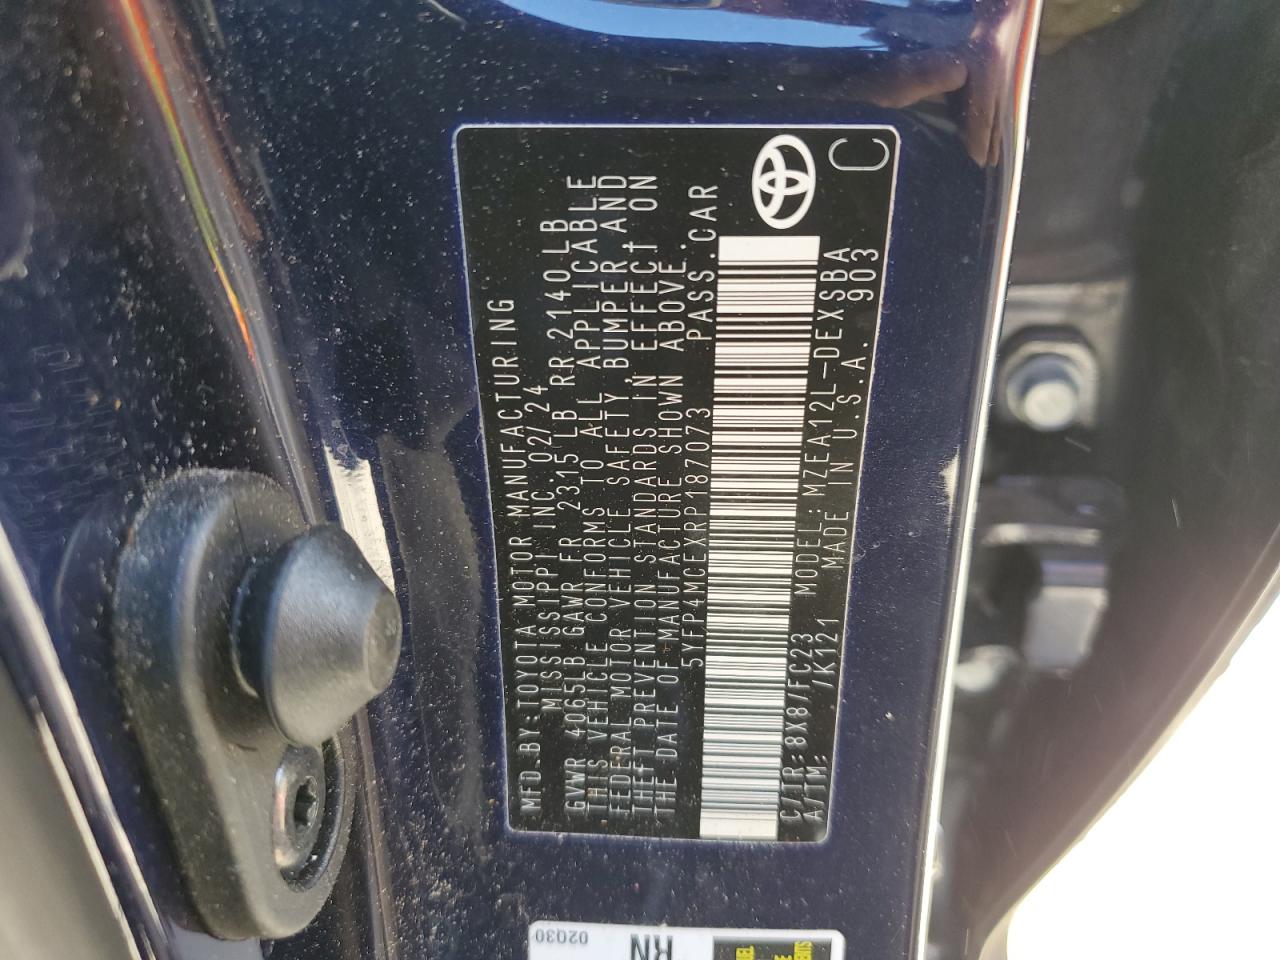 MFD.BY:TOYOTA MOTOR MANUFACTURING
MISSISSIPPI INC. 02/24
GVWR 4065LB GAWR FR 2315LB RR 2140LB
THIS VEHICLE CONFORMS TO ALL APPLICABLE
FEDERAL MOTOR VEHICLE SAFETY, BUMPER, AND
THEFT PREVENTION STANDARDS IN EFFECT ON
THE DATE OF MANUFACTURE SHOWN ABOVE.
5YFP4MCEXRP187073 PASS.CAR
C/TR:8X8/FC23 MODEL:MZEA12L-DEXSBA
A/TM: /K121 MADE IN U.S.A. 903
C
02Q30
RN